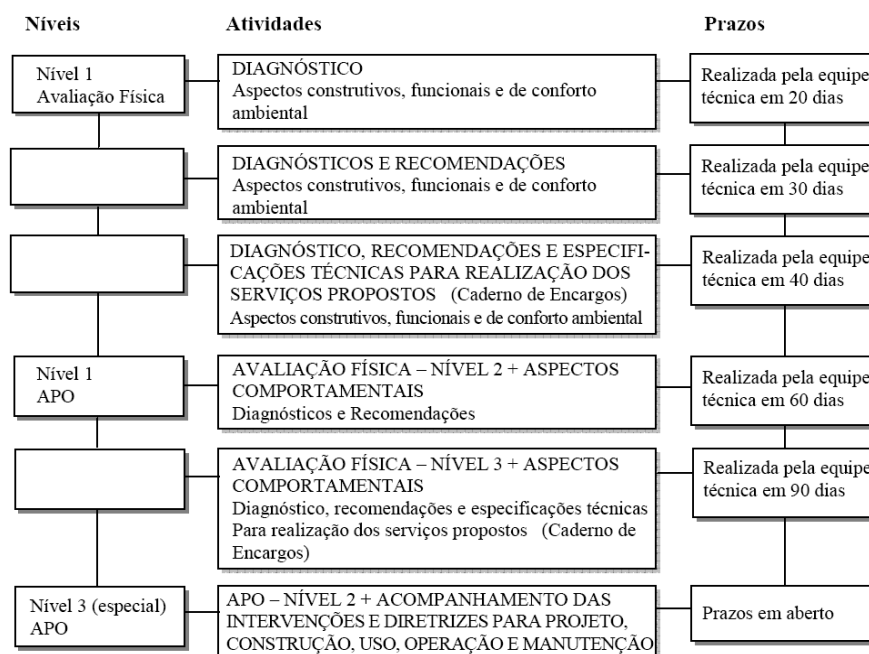 Níveis
Atividades
Prazos
Nível 1
Avaliação Física
DIAGNÓSTICO
Aspectos construtivos, funcionais e de conforto
ambiental
Realizada pela equipe
técnica em 20 dias
DIAGNÓSTICOS E RECOMENDAÇÕES
Aspectos construtivos, funcionais e de conforto
ambiental
Realizada pela equipe
técnica em 30 dias
DIAGNÓSTICO, RECOMENDAÇÕES E ESPECIFI-
CAÇÕES TÉCNICAS PARA REALIZAÇÃO DOS
SERVIÇOS PROPOSTOS (Caderno de Encargos)
Aspectos construtivos, funcionais e de conforto ambiental
Realizada pela equipe
técnica em 40 dias
Nível 1
APO
AVALIAÇÃO FÍSICA – NÍVEL 2 + ASPECTOS
COMPORTAMENTAIS
Diagnósticos e Recomendações
Realizada pela equipe
técnica em 60 dias
AVALIAÇÃO FÍSICA – NÍVEL 3 + ASPECTOS
COMPORTAMENTAIS
Diagnóstico, recomendações e especificações técnicas
Para realização dos serviços propostos (Caderno de
Encargos)
Realizada pela equipe
técnica em 90 dias
Nível 3 (especial)
APO
APO – NÍVEL 2 + ACOMPANHAMENTO DAS
INTERVENÇÕES E DIRETRIZES PARA PROJETO,
CONSTRUÇÃO, USO, OPERAÇÃO E MANUTENÇÃO
Prazos em aberto